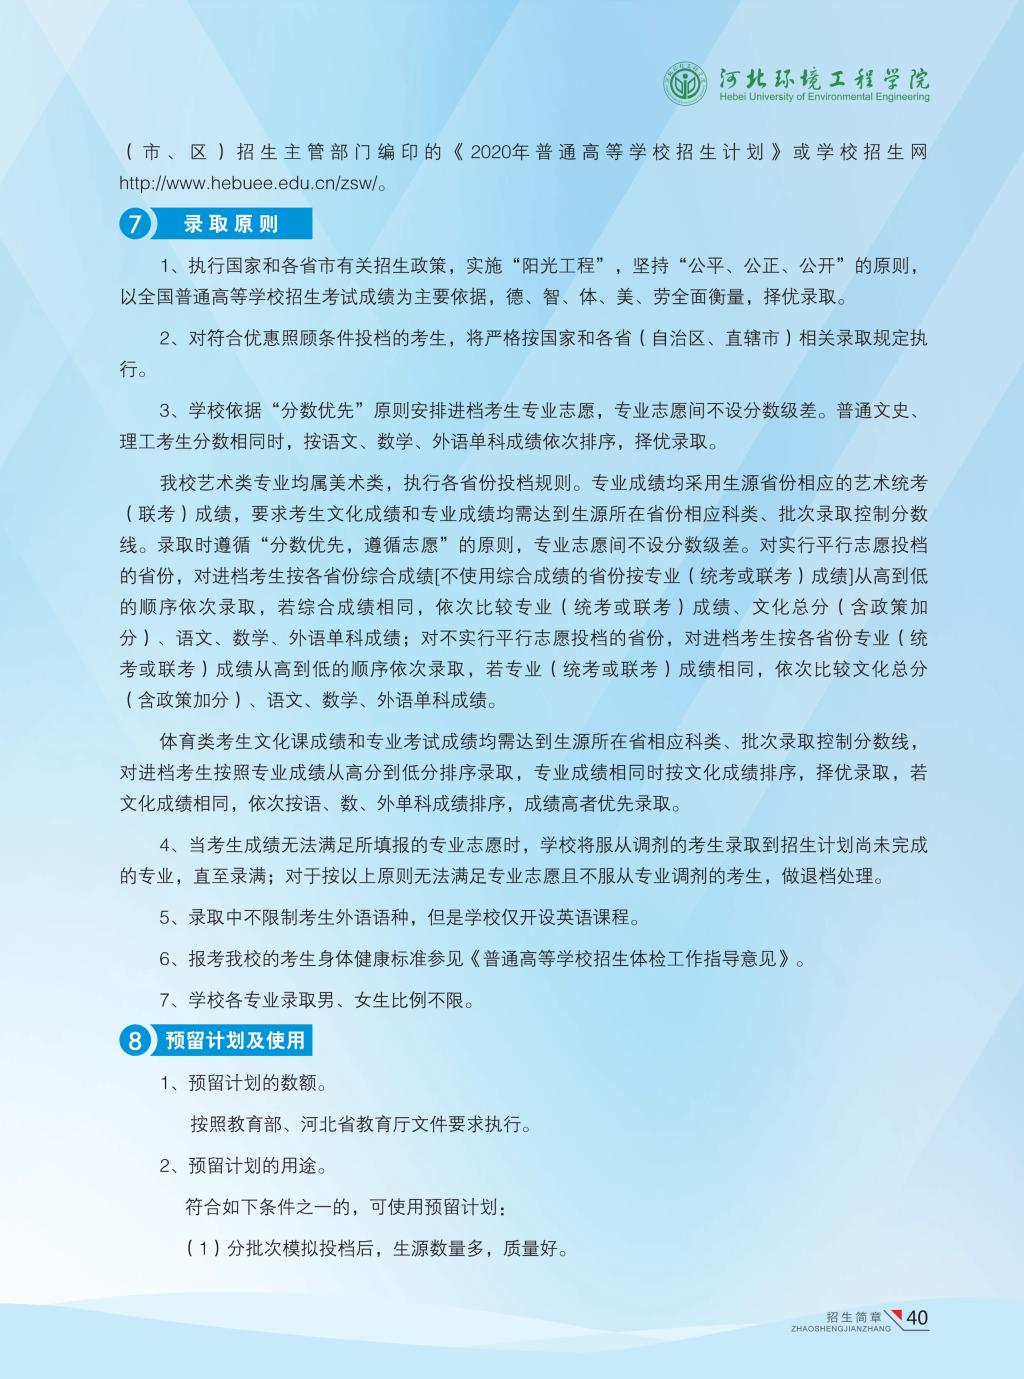 河北环境工程学院
Hebei University of Environmental Engineering
（市、区）招生主管部门编印的《2020年普通高等学校招生计划》或学校招生网
http://www.hebuee.edu.cn/zsw/。
7 录取原则
1、执行国家和各省市有关招生政策，实施“阳光工程”，坚持“公平、公正、公开”的原则，
以全国普通高等学校招生考试成绩为主要依据，德、智、体、美、劳全面衡量，择优录取。
2、对符合优惠照顾条件投档的考生，将严格按国家和各省（自治区、直辖市）相关录取规定执
行。
3、学校依据“分数优先”原则安排进档考生专业志愿，专业志愿间不设分数级差。普通文史、
理工考生分数相同时，按语文、数学、外语单科成绩依次排序，择优录取。
我校艺术类专业均属美术类，执行各省份投档规则。专业成绩均采用生源省份相应的艺术统考
（联考）成绩，要求考生文化成绩和专业成绩均需达到生源所在省份相应科类、批次录取控制分数
线。录取时遵循“分数优先，遵循志愿”的原则，专业志愿间不设分数级差。对实行平行志愿投档
的省份，对进档考生按各省份综合成绩[不使用综合成绩的省份按专业（统考或联考）成绩]从高到低
的顺序依次录取，若综合成绩相同，依次比较专业（统考或联考）成绩、文化总分（含政策加
分）、语文、数学、外语单科成绩；对不实行平行志愿投档的省份，对进档考生按各省份专业（统
考或联考）成绩从高到低的顺序依次录取，若专业（统考或联考）成绩相同，依次比较文化总分
（含政策加分）、语文、数学、外语单科成绩。
体育类考生文化课成绩和专业考试成绩均需达到生源所在省相应科类、批次录取控制分数线，
对进档考生按照专业成绩从高分到低分排序录取，专业成绩相同时按文化成绩排序，择优录取，若
文化成绩相同，依次按语、数、外单科成绩排序，成绩高者优先录取。
4、当考生成绩无法满足所填报的专业志愿时，学校将服从调剂的考生录取到招生计划尚未完成
的专业，直至录满；对于按以上原则无法满足专业志愿且不服从专业调剂的考生，做退档处理。
5、录取中不限制考生外语语种，但是学校仅开设英语课程。
6、报考我校的考生身体健康标准参见《普通高等学校招生体检工作指导意见》。
7、学校各专业录取男、女生比例不限。
8 预留计划及使用
1、预留计划的数额。
按照教育部、河北省教育厅文件要求执行。
2、预留计划的用途。
符合如下条件之一的，可使用预留计划：
（1）分批次模拟投档后，生源数量多，质量好。
招生简章 40
ZHAOSHENGJIANZHANG